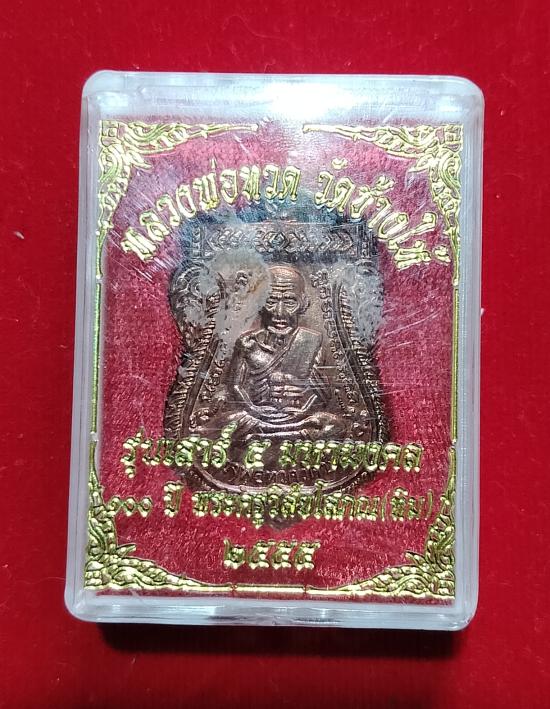 หลวงพ่อทวด วัดช้างให้
รุ่นเสาร์ ๕ มหามงคล
๑๐๐ ปี พระครูวิสัยโสภณ(ทิม)
๒๕๕๕